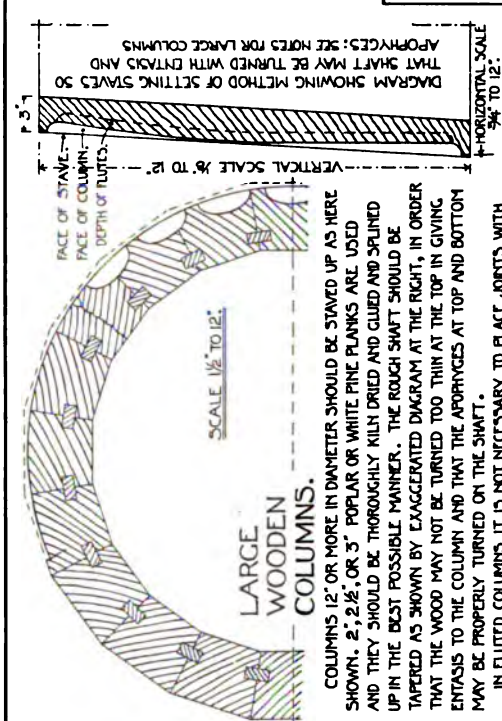 LARGE
WOODEN
COLUMNS.
SCALE 1½" TO 12".
FACE OF STAVE.
FACE OF COLUMN.
DEPTH OF FLUTES.
3"
VERTICAL SCALE ⅛" TO 12"
DIAGRAM SHOWING METHOD OF SETTING STAVES SO
THAT SHAFT MAY BE TURNED WITH ENTASIS AND
APOPHYGES: SEE NOTES FOR LARGE COLUMNS
HORIZONTAL SCALE
¾" TO 12".
COLUMNS 12" OR MORE IN DIAMETER SHOULD BE STAVED UP AS HERE
SHOWN. 2", 2½", OR 3" POPLAR OR WHITE PINE PLANKS ARE USED
AND THEY SHOULD BE THOROUGHLY KILN DRIED AND GLUED AND SPLINED
UP IN THE BEST POSSIBLE MANNER. THE ROUGH SHAFT SHOULD BE
TAPERED AS SHOWN BY EXAGGERATED DIAGRAM AT THE RIGHT, IN ORDER
THAT THE WOOD MAY NOT BE TURNED TOO THIN AT THE TOP IN GIVING
ENTASIS TO THE COLUMN AND THAT THE APOPHYGES AT TOP AND BOTTOM
MAY BE PROPERLY TURNED ON THE SHAFT.
IN FLUTED COLUMNS IT IS NOT NECESSARY TO PLACE JOINTS WITH